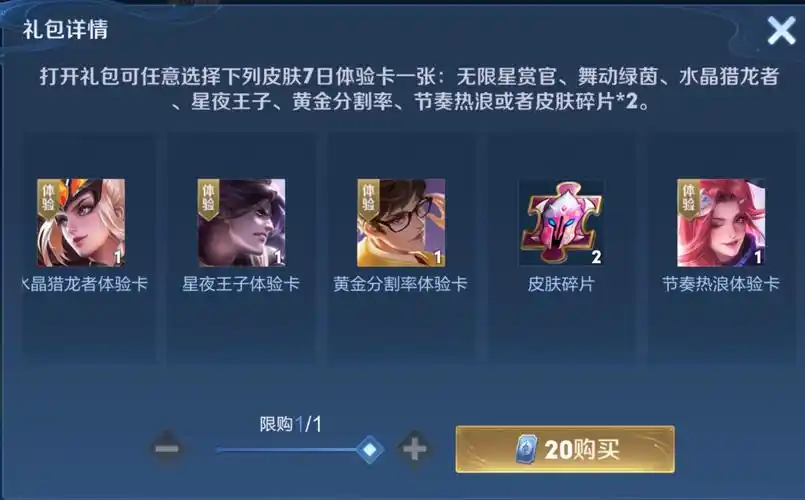 礼包详情
打开礼包可任意选择下列皮肤7日体验卡一张：无限星赏官、舞动绿茵、水晶猎龙者
、星夜王子、黄金分割率、节奏热浪或者皮肤碎片*2。
体验
1
体验
1
体验
1
2
体验
1
水晶猎龙者体验卡
星夜王子体验卡
黄金分割率体验卡
皮肤碎片
节奏热浪体验卡
限购1/1
20购买